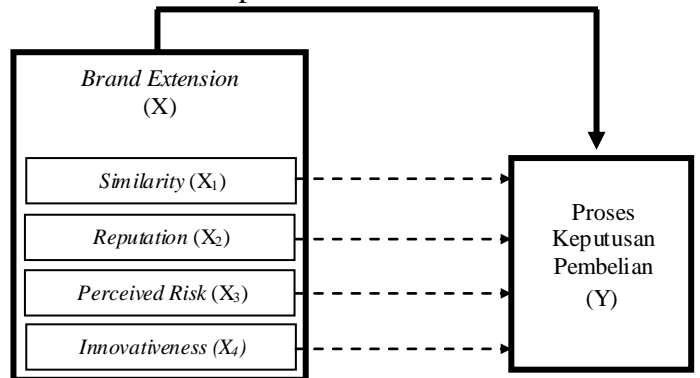 Brand Extension
(X)
Similarity (X₁)
Reputation (X₂)
Perceived Risk (X₃)
Innovativeness (X₄)
Proses
Keputusan
Pembelian
(Y)